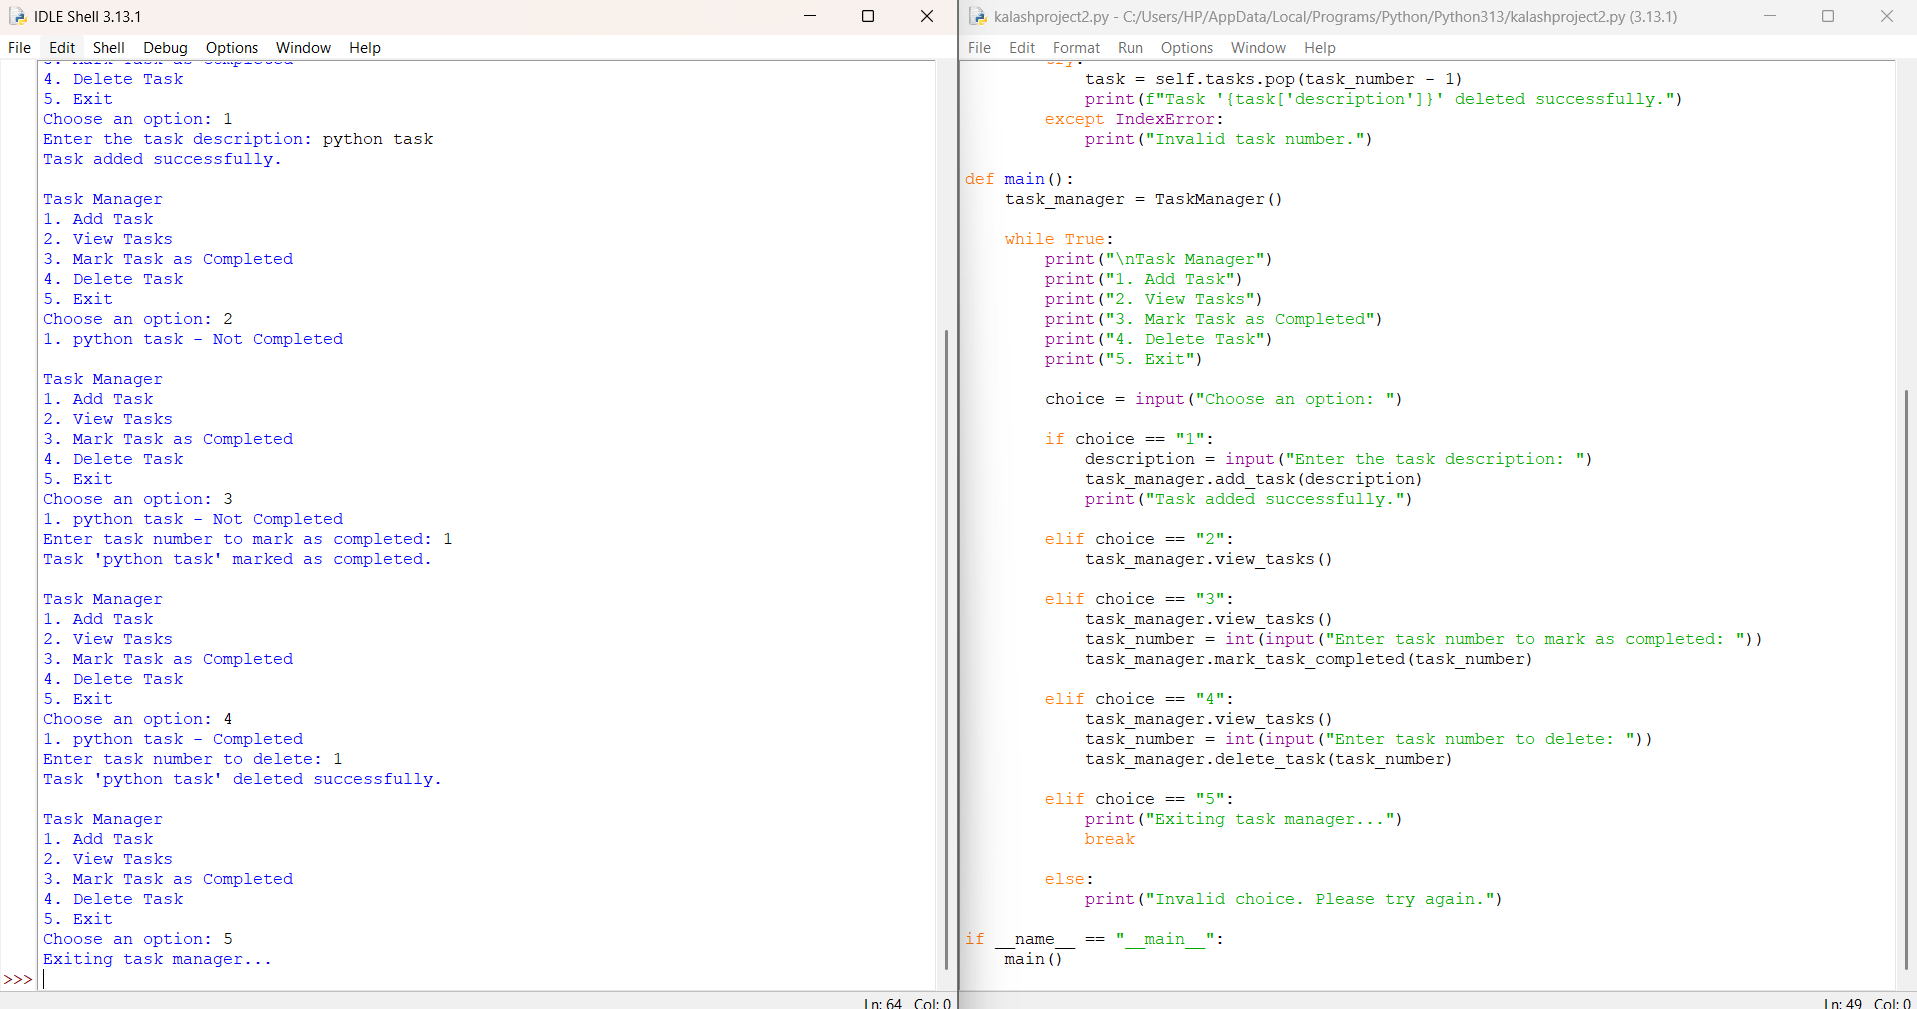 IDLE Shell 3.13.1
File Edit Shell Debug Options Window Help
3. Mark Task as Completed
4. Delete Task
5. Exit
Choose an option: 1
Enter the task description: python task
Task added successfully.
Task Manager
1. Add Task
2. View Tasks
3. Mark Task as Completed
4. Delete Task
5. Exit
Choose an option: 2
1. python task - Not Completed
Task Manager
1. Add Task
2. View Tasks
3. Mark Task as Completed
4. Delete Task
5. Exit
Choose an option: 3
1. python task - Not Completed
Enter task number to mark as completed: 1
Task 'python task' marked as completed.
Task Manager
1. Add Task
2. View Tasks
3. Mark Task as Completed
4. Delete Task
5. Exit
Choose an option: 4
1. python task - Completed
Enter task number to delete: 1
Task 'python task' deleted successfully.
Task Manager
1. Add Task
2. View Tasks
3. Mark Task as Completed
4. Delete Task
5. Exit
Choose an option: 5
Exiting task manager...
>>>
Ln: 64 Col: 0
kalashproject2.py - C:/Users/HP/AppData/Local/Programs/Python/Python313/kalashproject2.py (3.13.1)
File Edit Format Run Options Window Help
try:
task = self.tasks.pop(task_number - 1)
print(f"Task '{task['description']}' deleted successfully.")
except IndexError:
print("Invalid task number.")
def main():
task_manager = TaskManager()
while True:
print("\nTask Manager")
print("1. Add Task")
print("2. View Tasks")
print("3. Mark Task as Completed")
print("4. Delete Task")
print("5. Exit")
choice = input("Choose an option: ")
if choice == "1":
description = input("Enter the task description: ")
task_manager.add_task(description)
print("Task added successfully.")
elif choice == "2":
task_manager.view_tasks()
elif choice == "3":
task_manager.view_tasks()
task_number = int(input("Enter task number to mark as completed: "))
task_manager.mark_task_completed(task_number)
elif choice == "4":
task_manager.view_tasks()
task_number = int(input("Enter task number to delete: "))
task_manager.delete_task(task_number)
elif choice == "5":
print("Exiting task manager...")
break
else:
print("Invalid choice. Please try again.")
if __name__ == "__main__":
main()
Ln: 49 Col: 0